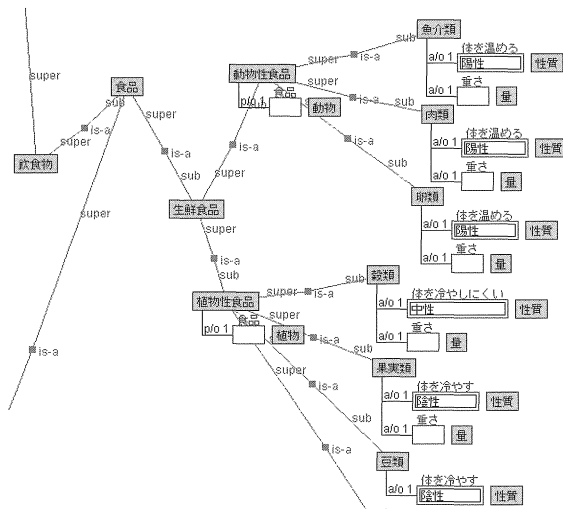 魚介類
sub
super
is-a
体を温める
a/o 1
陽性
性質
重さ
a/o 1
量
super
動物性食品
super
is-a
sub
肉類
食品
p/o 1
sub
動物
体を温める
a/o 1
陽性
性質
重さ
a/o 1
量
is-a
sub
卵類
体を温める
a/o 1
陽性
性質
重さ
a/o 1
量
食品
sub
super
is-a
super
飲食物
super
is-a
sub
is-a
super
生鮮食品
super
is-a
sub
super
is-a
植物性食品
super
is-a
sub
穀類
体を冷やしにくい
a/o 1
中性
性質
重さ
a/o 1
量
食品
p/o 1
植物
super
is-a
sub
果実類
体を冷やす
a/o 1
陰性
性質
重さ
a/o 1
量
super
is-a
sub
豆類
体を冷やす
a/o 1
陰性
性質
is-a